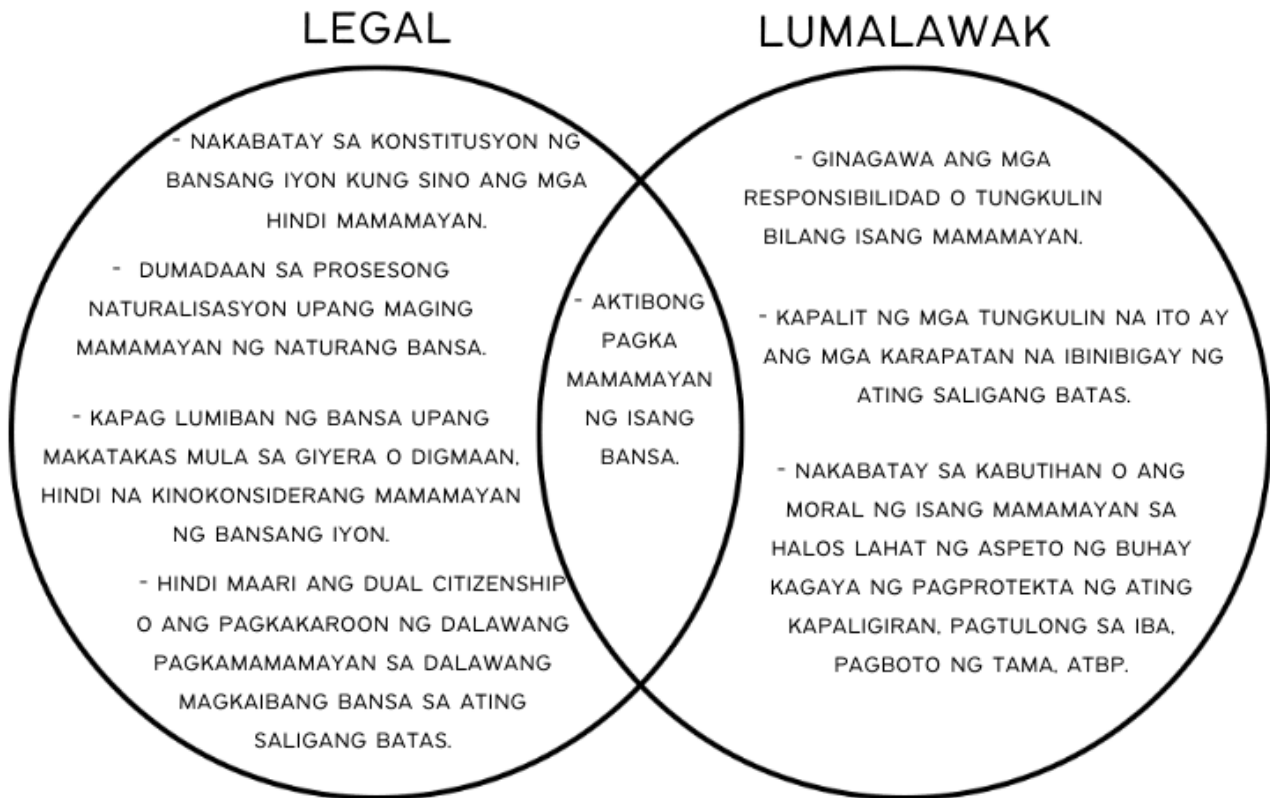 LEGAL
- NAKABATAY SA KONSTITUSYON NG
BANSANG IYON KUNG SINO ANG MGA
HINDI MAMAMAYAN.
- DUMADAAN SA PROSESONG
NATURALISASYON UPANG MAGING
MAMAMAYAN NG NATURANG BANSA.
- KAPAG LUMIBAN NG BANSA UPANG
MAKATAKAS MULA SA GIYERA O DIGMAAN,
HINDI NA KINOKONSIDERANG MAMAMAYAN
NG BANSANG IYON.
- HINDI MAARI ANG DUAL CITIZENSHIP
O ANG PAGKAKAROON NG DALAWANG
PAGKAMAMAMAYAN SA DALAWANG
MAGKAIBANG BANSA SA ATING
SALIGANG BATAS.
- AKTIBONG
PAGKA
MAMAMAYAN
NG ISANG
BANSA.
LUMALAWAK
- GINAGAWA ANG MGA
RESPONSIBILIDAD O TUNGKULIN
BILANG ISANG MAMAMAYAN.
- KAPALIT NG MGA TUNGKULIN NA ITO AY
ANG MGA KARAPATAN NA IBINIBIGAY NG
ATING SALIGANG BATAS.
- NAKABATAY SA KABUTIHAN O ANG
MORAL NG ISANG MAMAMAYAN SA
HALOS LAHAT NG ASPETO NG BUHAY
KAGAYA NG PAGPROTEKTA NG ATING
KAPALIGIRAN, PAGTULONG SA IBA,
PAGBOTO NG TAMA, ATBP.